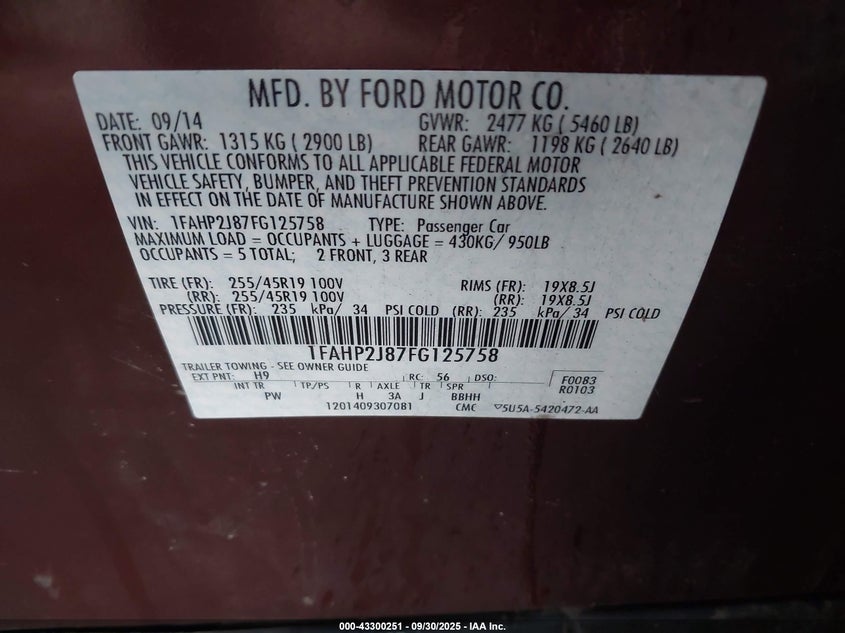 MFD. BY FORD MOTOR CO.
DATE: 09/14 GVWR: 2477 KG ( 5460 LB)
FRONT GAWR: 1315 KG ( 2900 LB) REAR GAWR: 1198 KG ( 2640 LB)
THIS VEHICLE CONFORMS TO ALL APPLICABLE FEDERAL MOTOR
VEHICLE SAFETY, BUMPER, AND THEFT PREVENTION STANDARDS
IN EFFECT ON THE DATE OF MANUFACTURE SHOWN ABOVE.
VIN: 1FAHP2J87FG125758 TYPE: Passenger Car
MAXIMUM LOAD = OCCUPANTS + LUGGAGE = 430KG/ 950LB
OCCUPANTS = 5 TOTAL; 2 FRONT, 3 REAR
TIRE (FR): 255/45R19 100V RIMS (FR): 19X8.5J
(RR): 255/45R19 100V (RR): 19X8.5J
PRESSURE (FR): 235 kPa/ 34 PSI COLD (RR): 235 kPa/ 34 PSI COLD
1FAHP2J87FG125758
TRAILER TOWING - SEE OWNER GUIDE
EXT PNT: H9 RC: 56 DSO: F0083
INT TR TP/PS R AXLE TR SPR R0103
PW H 3A J BBHH
1201409307081 CMC 5U5A-5420472-AA
000-43300251 - 09/30/2025 - IAA Inc.